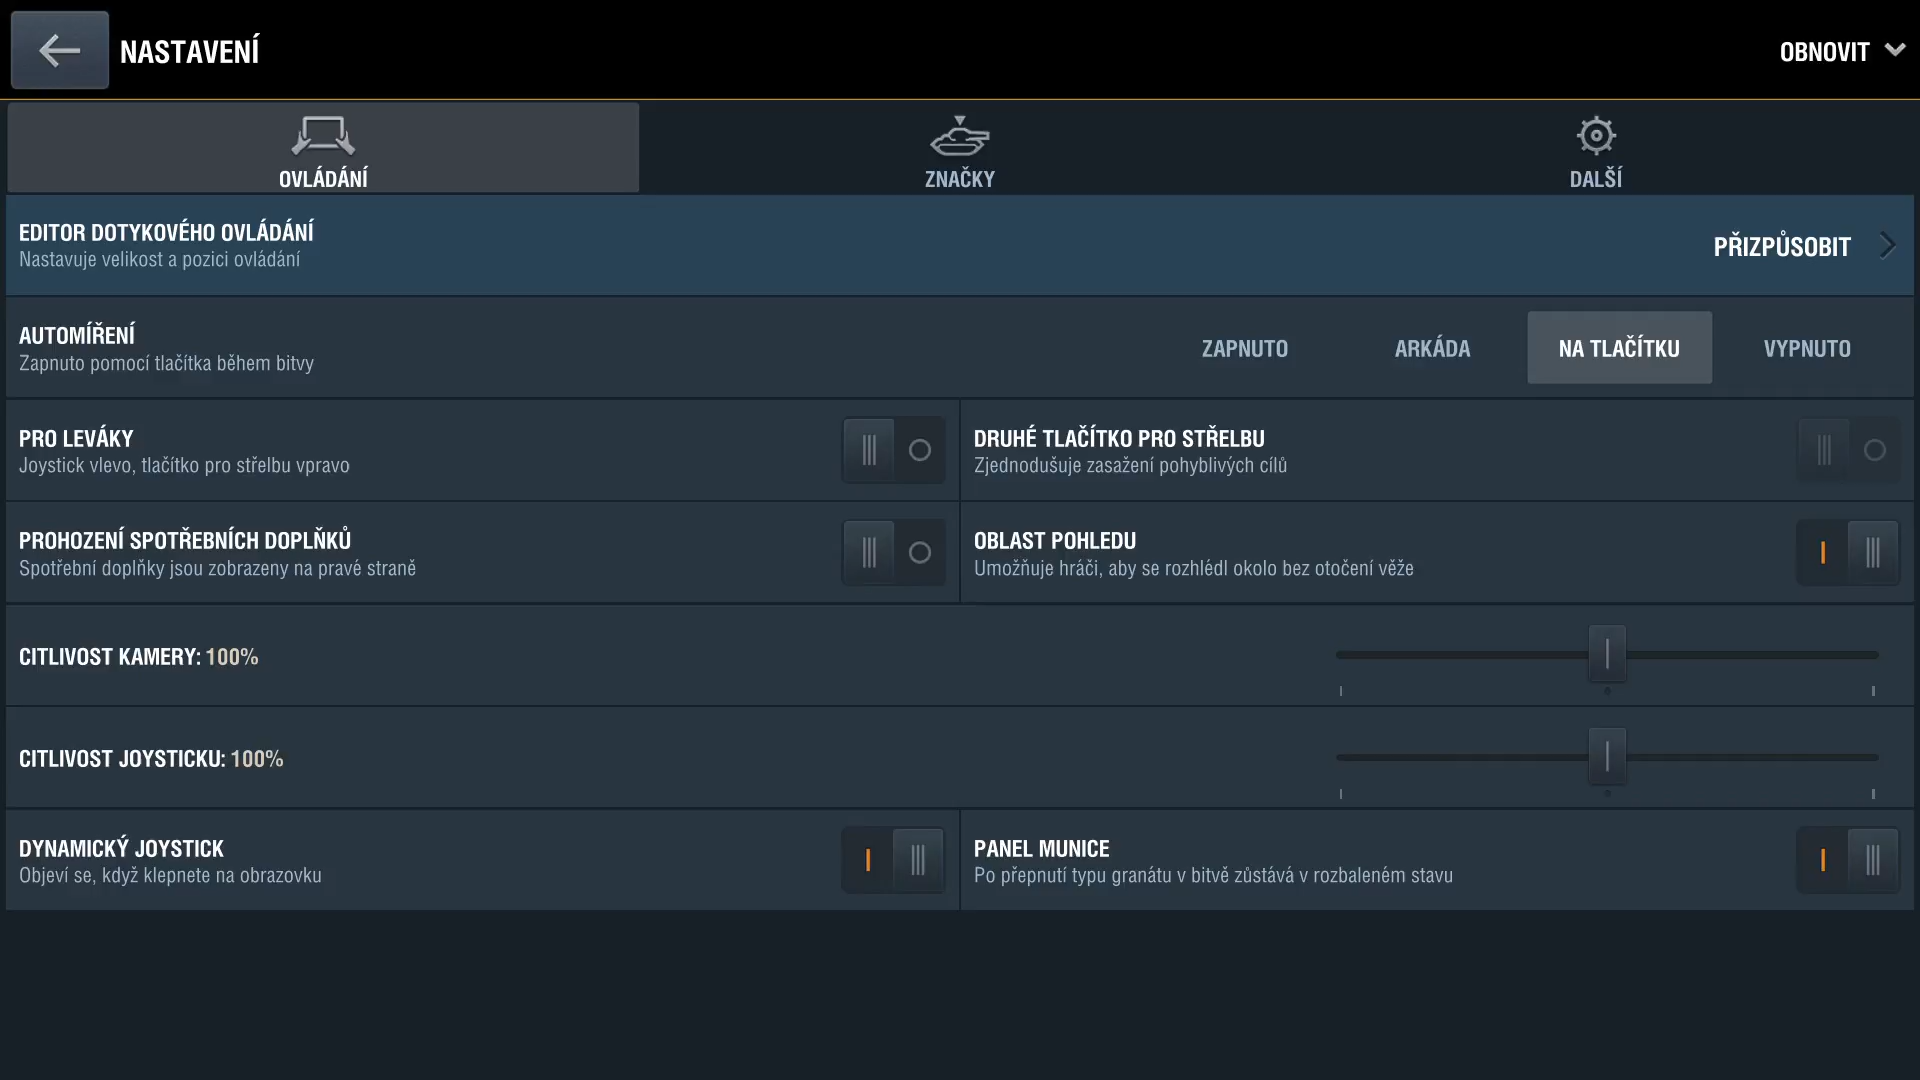 NASTAVENÍ
OBNOVIT
OVLÁDÁNÍ
ZNAČKY
DALŠÍ
EDITOR DOTYKOVÉHO OVLÁDÁNÍ
Nastavuje velikost a pozici ovládání
PŘIZPŮSOBIT
AUTOMÍŘENÍ
Zapnuto pomocí tlačítka během bitvy
ZAPNUTO
ARKÁDA
NA TLAČÍTKU
VYPNUTO
PRO LEVÁKY
Joystick vlevo, tlačítko pro střelbu vpravo
DRUHÉ TLAČÍTKO PRO STŘELBU
Zjednodušuje zasažení pohyblivých cílů
PROHOZENÍ SPOTŘEBNÍCH DOPLŇKŮ
Spotřební doplňky jsou zobrazeny na pravé straně
OBLAST POHLEDU
Umožňuje hráči, aby se rozhlédl okolo bez otočení věže
CITLIVOST KAMERY: 100%
CITLIVOST JOYSTICKU: 100%
DYNAMICKÝ JOYSTICK
Objeví se, když klepnete na obrazovku
PANEL MUNICE
Po přepnutí typu granátu v bitvě zůstává v rozbaleném stavu